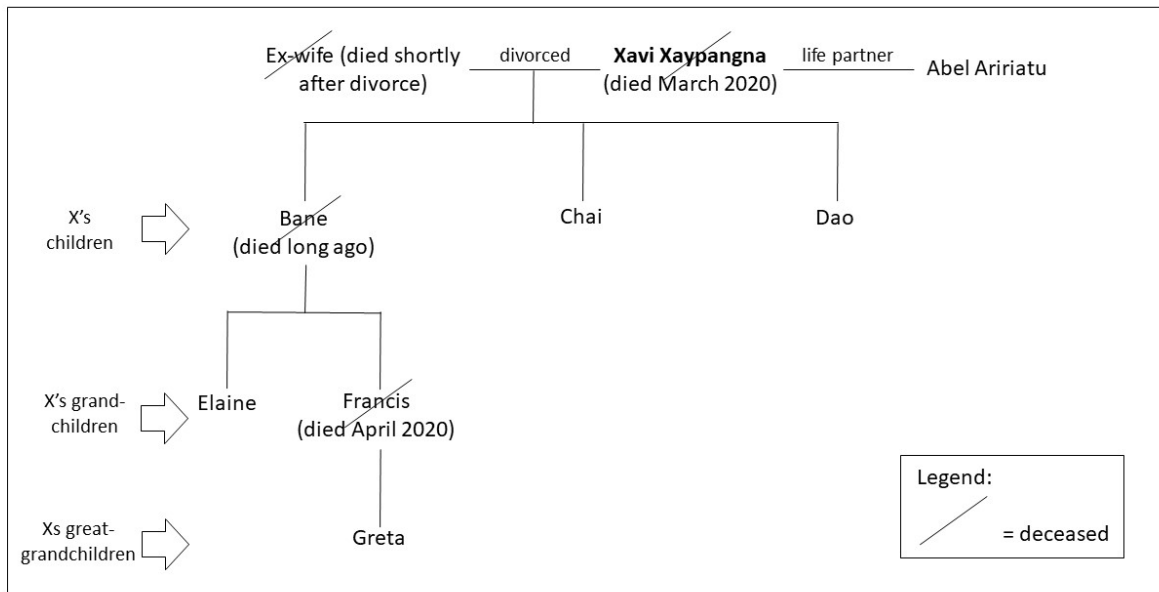 Ex-wife (died shortly
after divorce)
divorced
Xavi Xaypangna
(died March 2020)
life partner
Abel Aririatu
X’s
children
Bane
(died long ago)
Chai
Dao
X’s grand-
children
Elaine
Francis
(died April 2020)
Xs great-
grandchildren
Greta
Legend:
= deceased